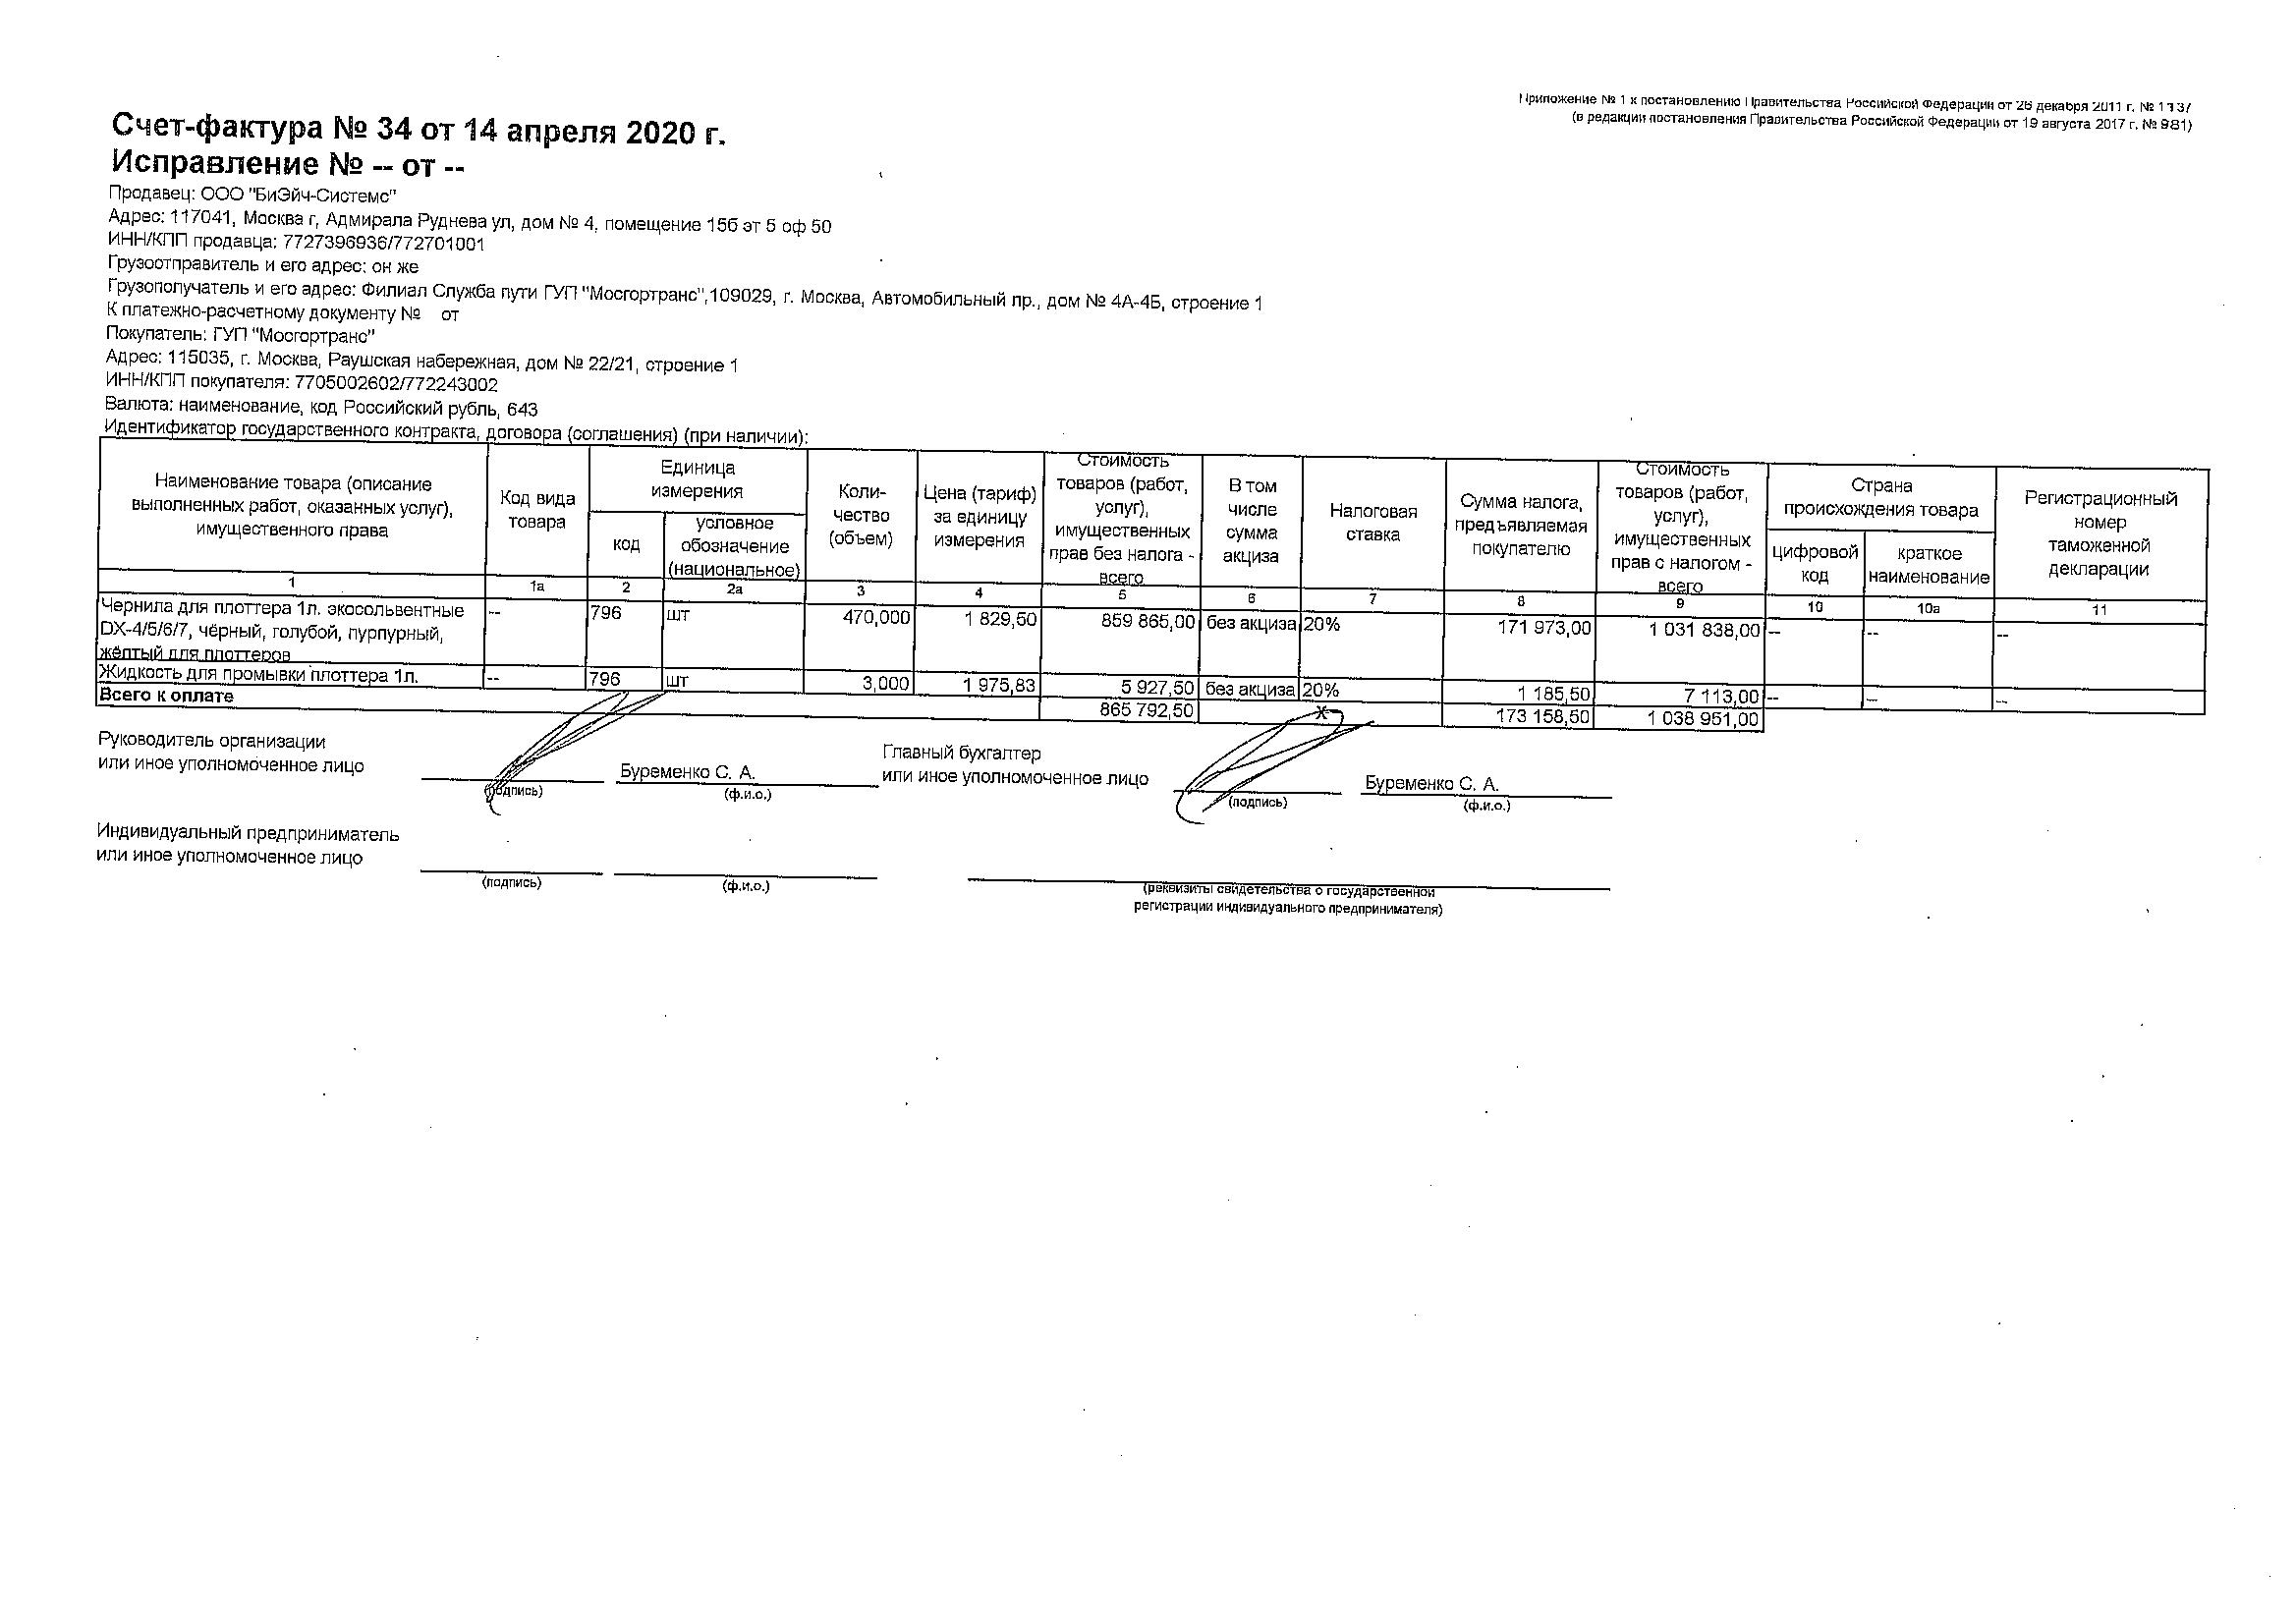 Приложение № 1 к постановлению Правительства Российской Федерации от 26 декабря 2011 г. № 1137
(в редакции постановления Правительства Российской Федерации от 19 августа 2017 г. № 981)
Счет-фактура № 34 от 14 апреля 2020 г.
Исправление № -- от --
Продавец: ООО "БиЭйч-Системс"
Адрес: 117041, Москва г, Адмирала Руднева ул, дом № 4, помещение 15б эт 5 оф 50
ИНН/КПП продавца: 7727396936/772701001
Грузоотправитель и его адрес: он же
Грузополучатель и его адрес: Филиал Служба пути ГУП "Мосгортранс",109029, г. Москва, Автомобильный пр., дом № 4А-4Б, строение 1
К платежно-расчетному документу № от
Покупатель: ГУП "Мосгортранс"
Адрес: 115035, г. Москва, Раушская набережная, дом № 22/21, строение 1
ИНН/КПП покупателя: 7705002602/772243002
Валюта: наименование, код Российский рубль, 643
Идентификатор государственного контракта, договора (соглашения) (при наличии):
Наименование товара (описание
выполненных работ, оказанных услуг),
имущественного права
Код вида
товара
Единица
измерения
код
условное
обозначение
(национальное)
Коли-
чество
(объем)
Цена (тариф)
за единицу
измерения
Стоимость
товаров (работ,
услуг),
имущественных
прав без налога -
всего
В том
числе
сумма
акциза
Налоговая
ставка
Сумма налога,
предъявляемая
покупателю
Стоимость
товаров (работ,
услуг),
имущественных
прав с налогом -
всего
Страна
происхождения товара
цифровой
код
краткое
наименование
Регистрационный
номер
таможенной
декларации
1 1а 2 2а 3 4 5 6 7 8 9 10 10а 11
Чернила для плоттера 1л. экосольвентные
DX-4/5/6/7, чёрный, голубой, пурпурный,
жёлтый для плоттеров
-- 796 шт 470,000 1 829,50 859 865,00 без акциза 20% 171 973,00 1 031 838,00 -- -- --
Жидкость для промывки плоттера 1л. -- 796 шт 3,000 1 975,83 5 927,50 без акциза 20% 1 185,50 7 113,00 -- -- --
Всего к оплате 865 792,50 X 173 158,50 1 038 951,00
Руководитель организации
или иное уполномоченное лицо
(подпись)
Буременко С. А.
(ф.и.о.)
Главный бухгалтер
или иное уполномоченное лицо
(подпись)
Буременко С. А.
(ф.и.о.)
Индивидуальный предприниматель
или иное уполномоченное лицо
(подпись)
(ф.и.о.)
(реквизиты свидетельства о государственной
регистрации индивидуального предпринимателя)